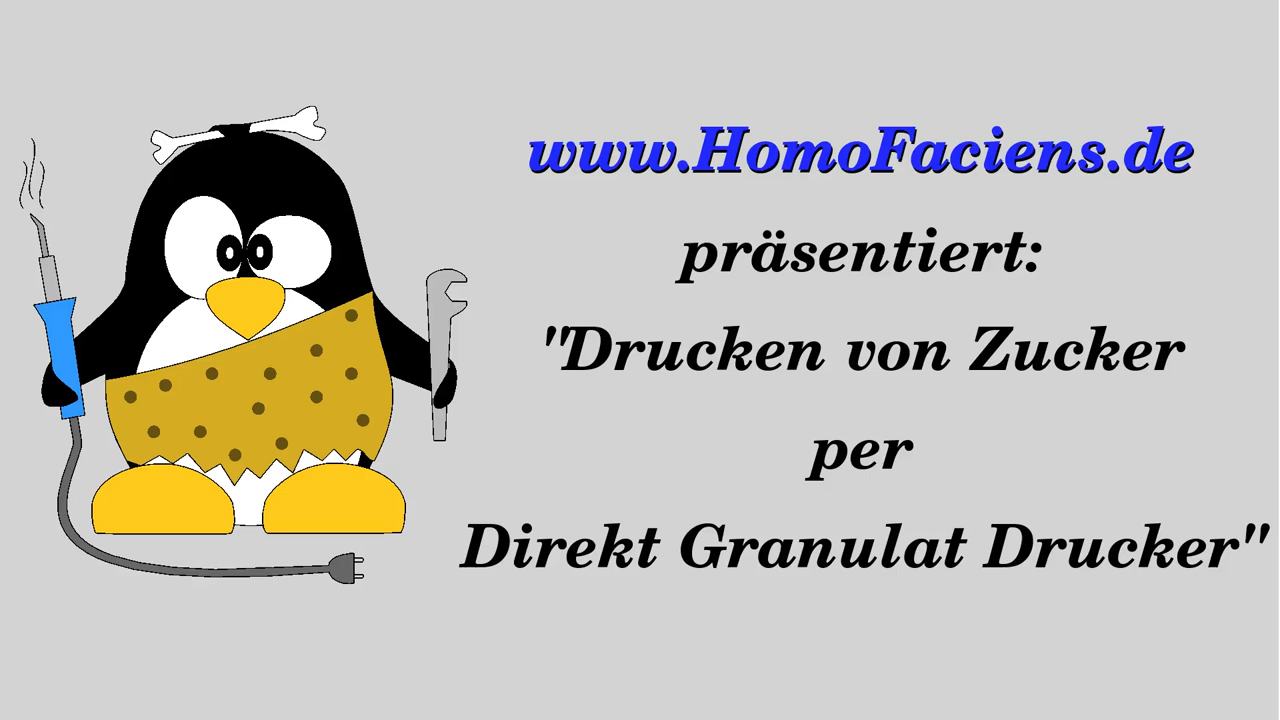 www.HomoFaciens.de
präsentiert:
"Drucken von Zucker
per
Direkt Granulat Drucker"